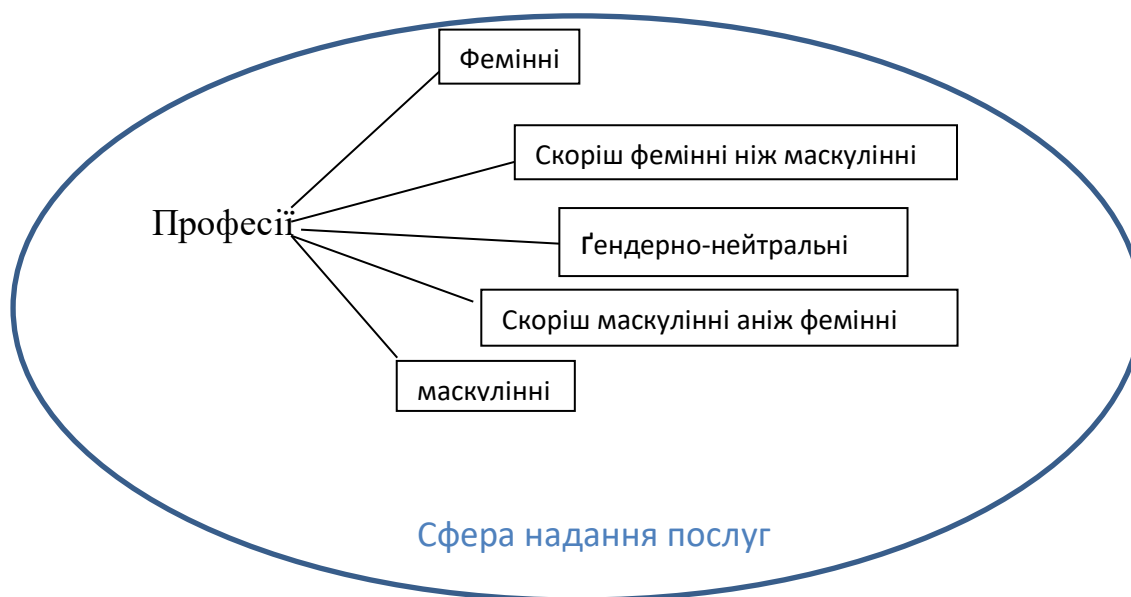 Фемінні
Скоріш фемінні ніж маскулінні
Професії
Ґендерно-нейтральні
Скоріш маскулінні аніж фемінні
маскулінні
Сфера надання послуг